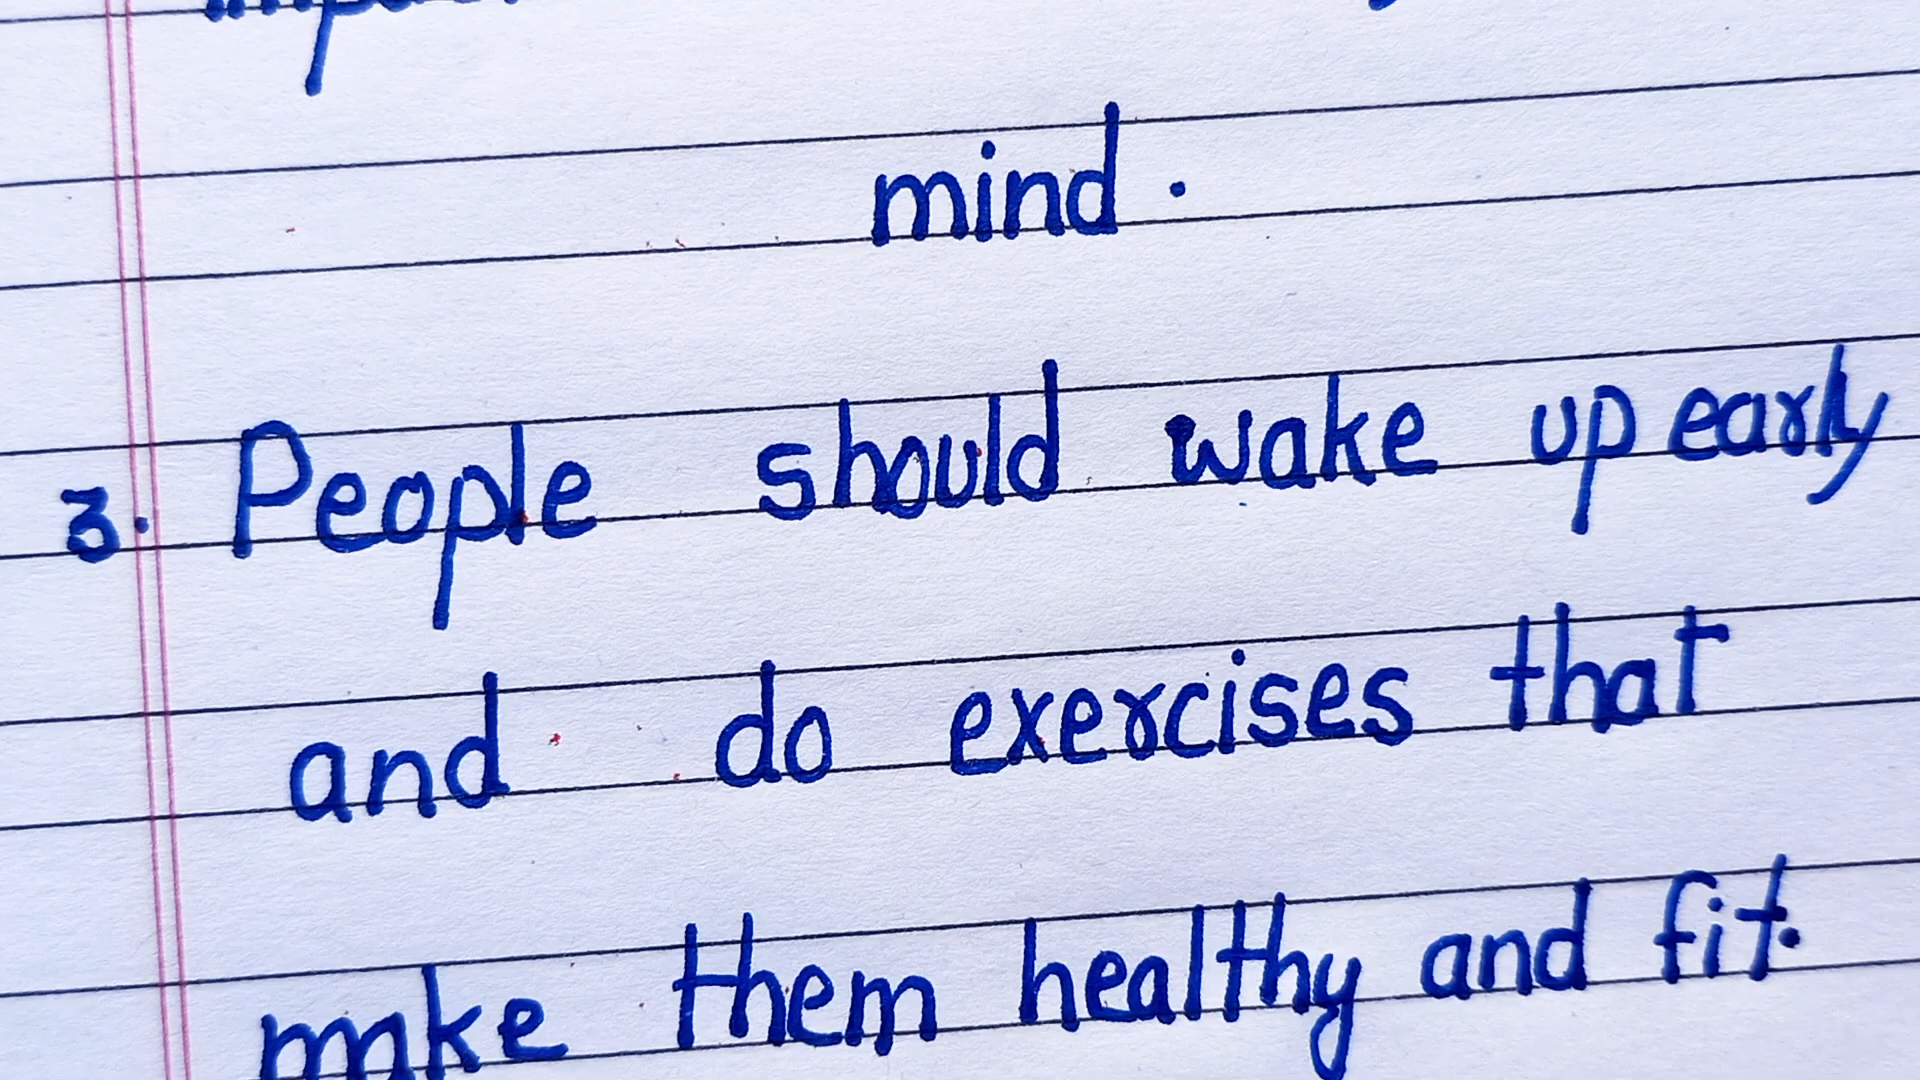 mind.
3. People should wake up early
and do exercises that
make them healthy and fit.